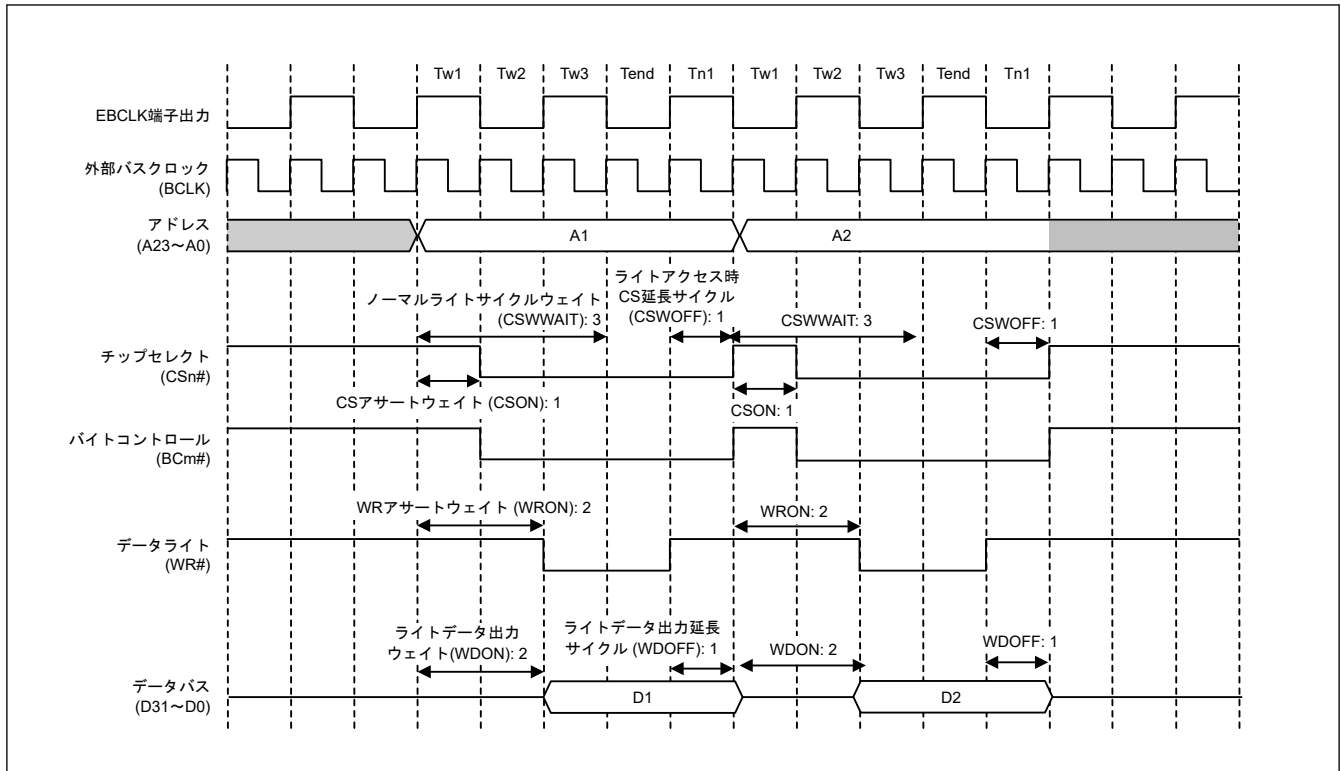 Tw1 Tw2 Tw3 Tend Tn1 Tw1 Tw2 Tw3 Tend Tn1
EBCLK端子出力
外部バスクロック
(BCLK)
アドレス
(A23～A0)
A1
A2
ノーマルライトサイクルウェイト
(CSWWAIT): 3
ライトアクセス時
CS延長サイクル
(CSWOFF): 1
CSWWAIT: 3
CSWOFF: 1
チップセレクト
(CSn#)
CSアサートウェイト (CSON): 1
CSON: 1
バイトコントロール
(BCm#)
WRアサートウェイト (WRON): 2
WRON: 2
データライト
(WR#)
ライトデータ出力
ウェイト(WDON): 2
ライトデータ出力延長
サイクル (WDOFF): 1
WDON: 2
WDOFF: 1
データバス
(D31～D0)
D1
D2